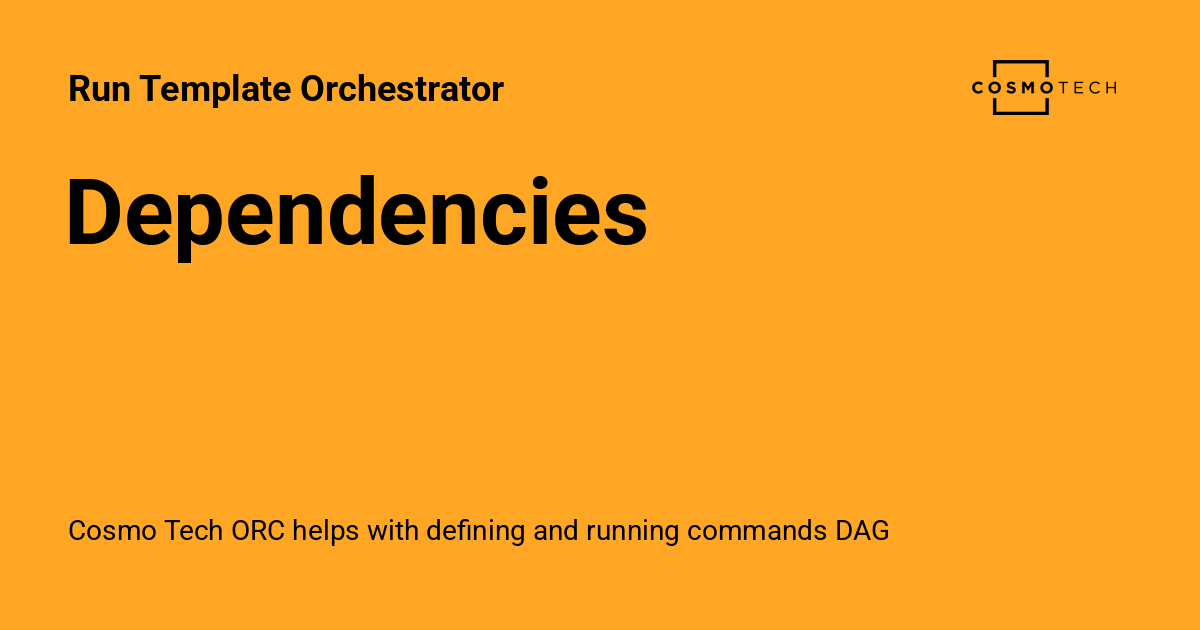 Run Template Orchestrator
COSMOTECH
Dependencies
Cosmo Tech ORC helps with defining and running commands DAG